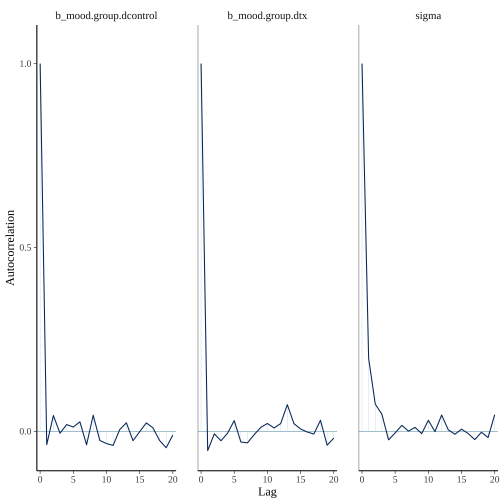 b_mood.group.dcontrol b_mood.group.dtx sigma
1.0
0.5
0.0
Autocorrelation
0 5 10 15 20 0 5 10 15 20 0 5 10 15 20
Lag